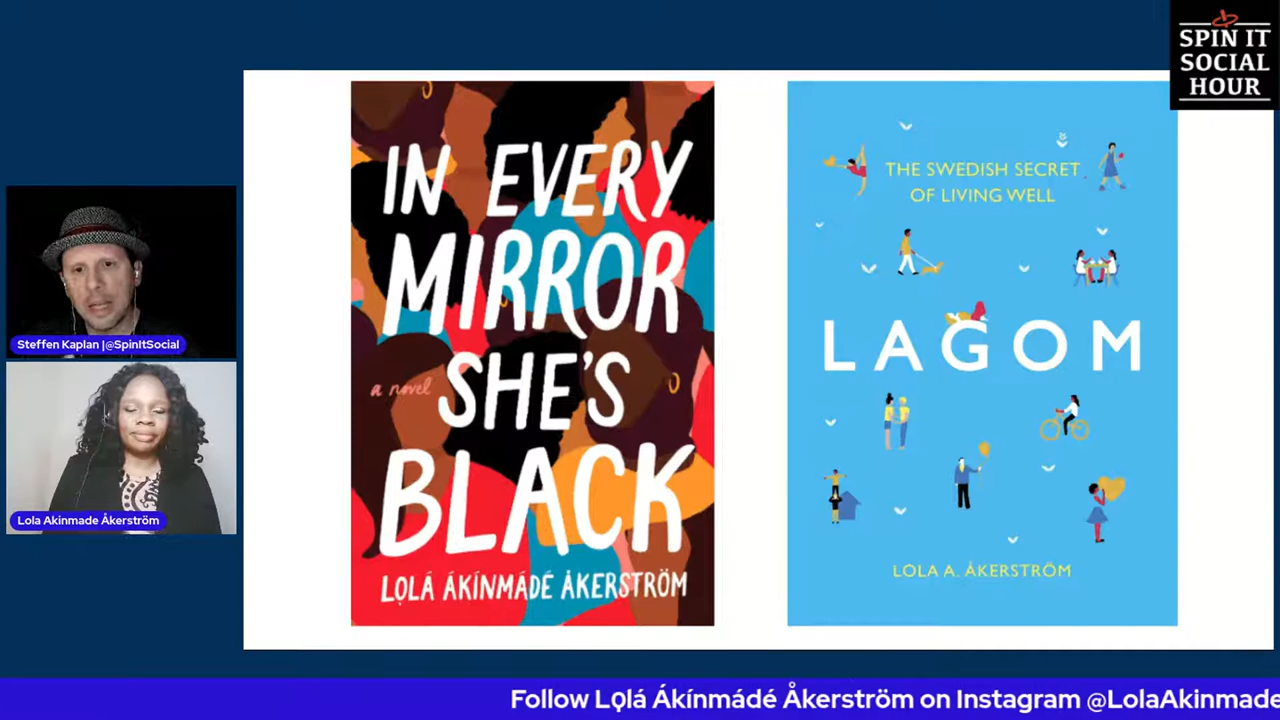 SPIN IT
SOCIAL
HOUR
Steffen Kaplan |@SpinItSocial
Lola Akinmade Åkerström
IN EVERY
MIRROR
a novel
SHE'S
BLACK
LỌLÁ ÁKÍNMÁDÉ ÅKERSTRÖM
THE SWEDISH SECRET
OF LIVING WELL
LAGOM
LOLA A. ÅKERSTRÖM
Follow Lọlá Ákínmádé Åkerström on Instagram @LolaAkinmade